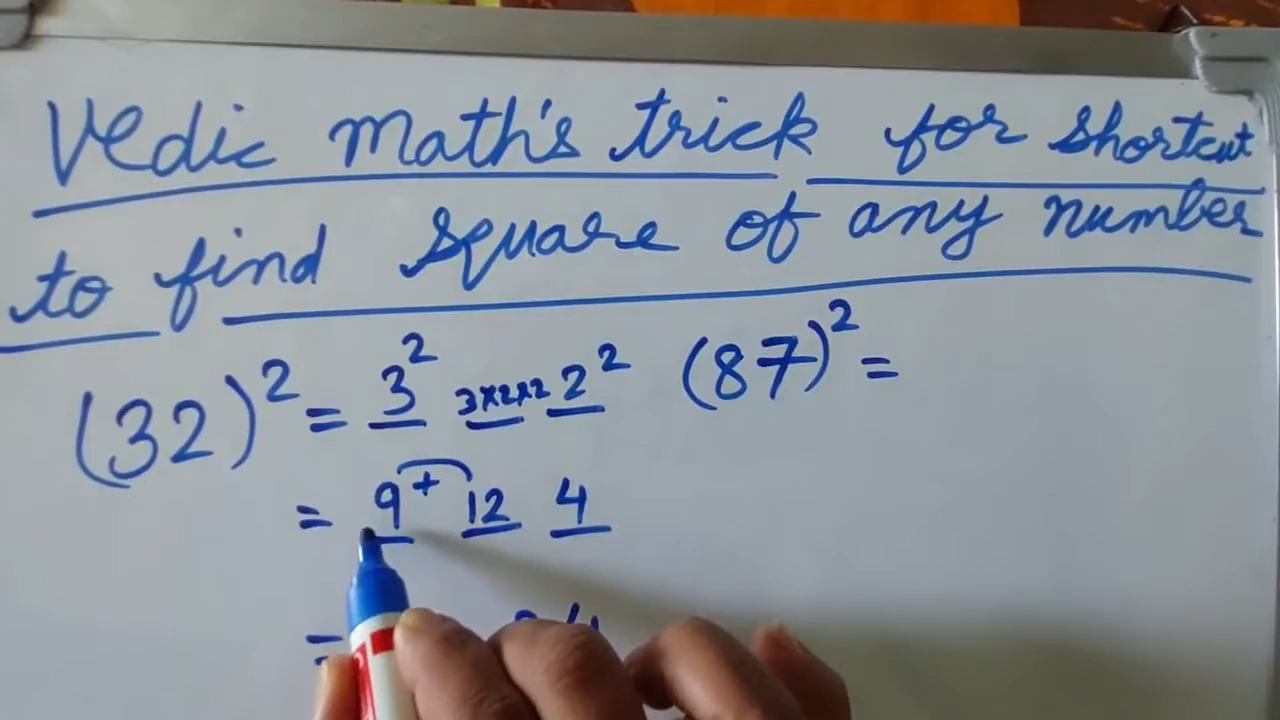 Vedic Math's trick for shortcut
to find square of any number
(32)² = 3² 3×2×2 2² (87)² =
= 9 + 12 4
=